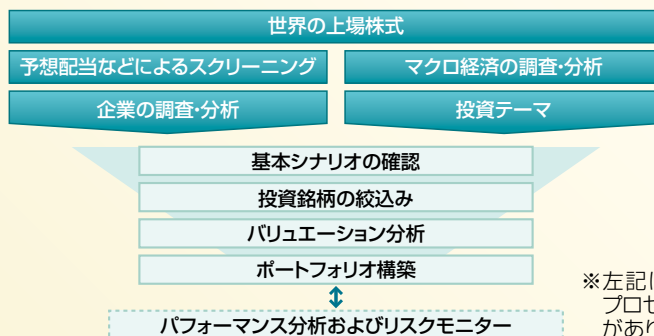 世界の上場株式
予想配当などによるスクリーニング
マクロ経済の調査・分析
企業の調査・分析
投資テーマ
基本シナリオの確認
投資銘柄の絞込み
バリュエーション分析
ポートフォリオ構築
パフォーマンス分析およびリスクモニター
※左記は
プロセ
があり